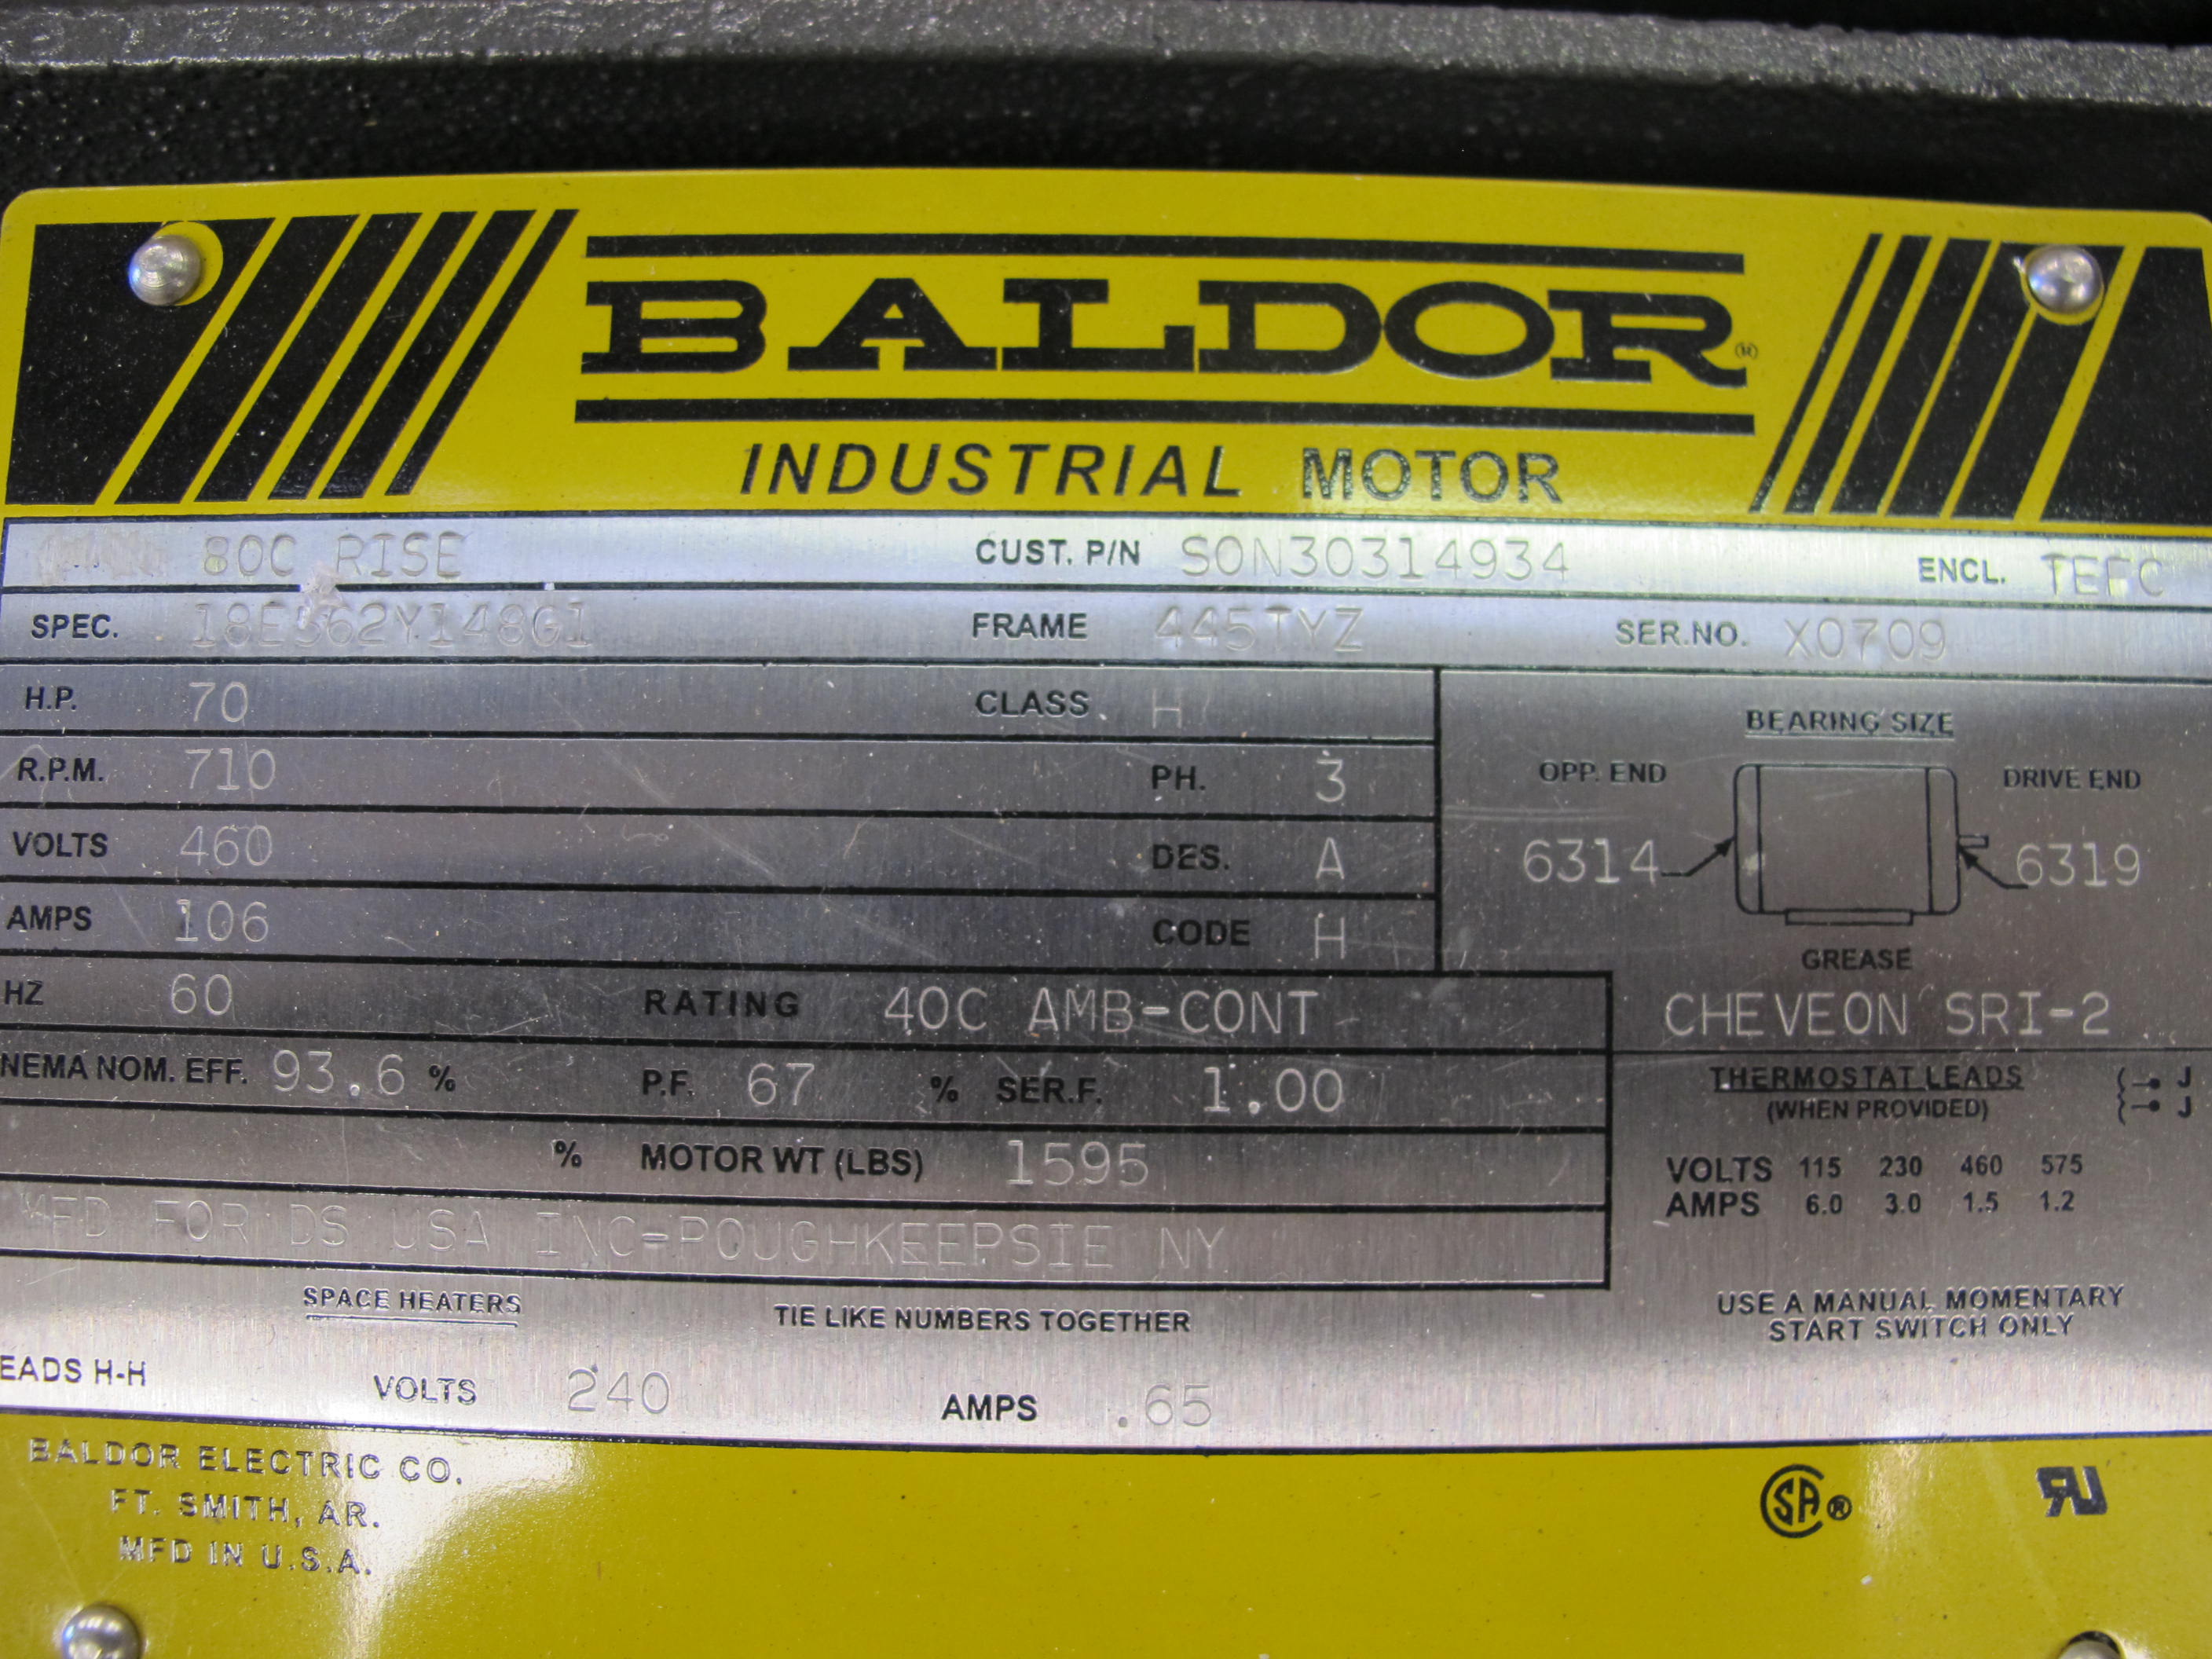 BALDOR®
INDUSTRIAL MOTOR
80C RISE CUST. P/N SON30314934 ENCL. TEFC
SPEC. FRAME 445TYZ SER.NO. X0709
H.P. 70 CLASS H
R.P.M. 710 PH. 3
VOLTS 460 DES. A
AMPS 106 CODE H
HZ 60 RATING 40C AMB-CONT
NEMA NOM. EFF. 93.6 % P.F. 67 % SER.F. 1.00
% MOTOR WT (LBS) 1595
MFD FOR DS USA INC=POUGHKEEPSIE NY
BEARING SIZE
OPP. END DRIVE END
6314 6319
GREASE
CHEVEON SRI-2
THERMOSTAT LEADS J
(WHEN PROVIDED) J
VOLTS 115 230 460 575
AMPS 6.0 3.0 1.5 1.2
USE A MANUAL MOMENTARY
START SWITCH ONLY
SPACE HEATERS TIE LIKE NUMBERS TOGETHER
EADS H-H VOLTS 240 AMPS .65
BALDOR ELECTRIC CO.
FT. SMITH, AR.
MFD IN U.S.A.
SA® RU